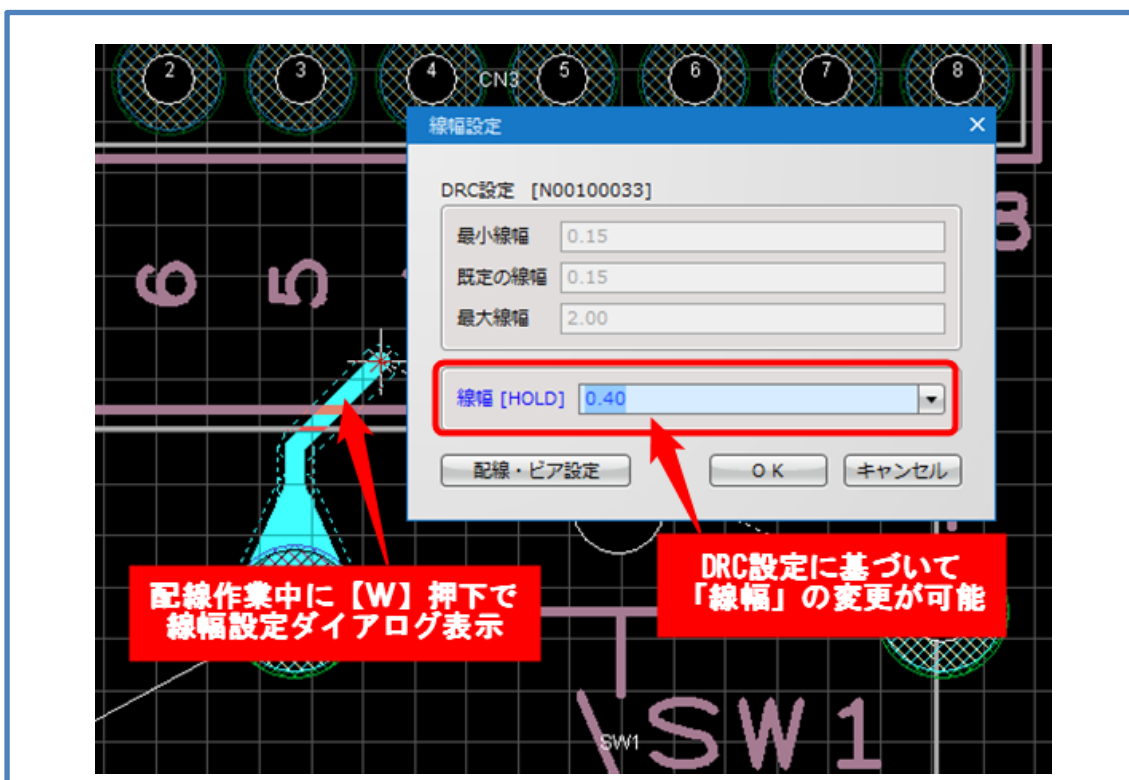 2
3
4
CN3
5
6
7
8
線幅設定
DRC設定 [N00100033]
最小線幅 0.15
既定の線幅 0.15
最大線幅 2.00
線幅 [HOLD] 0.40
配線・ビア設定
OK
キャンセル
6
5
3
配線作業中に【W】押下で
線幅設定ダイアログ表示
DRC設定に基づいて
「線幅」の変更が可能
SW1
SW1